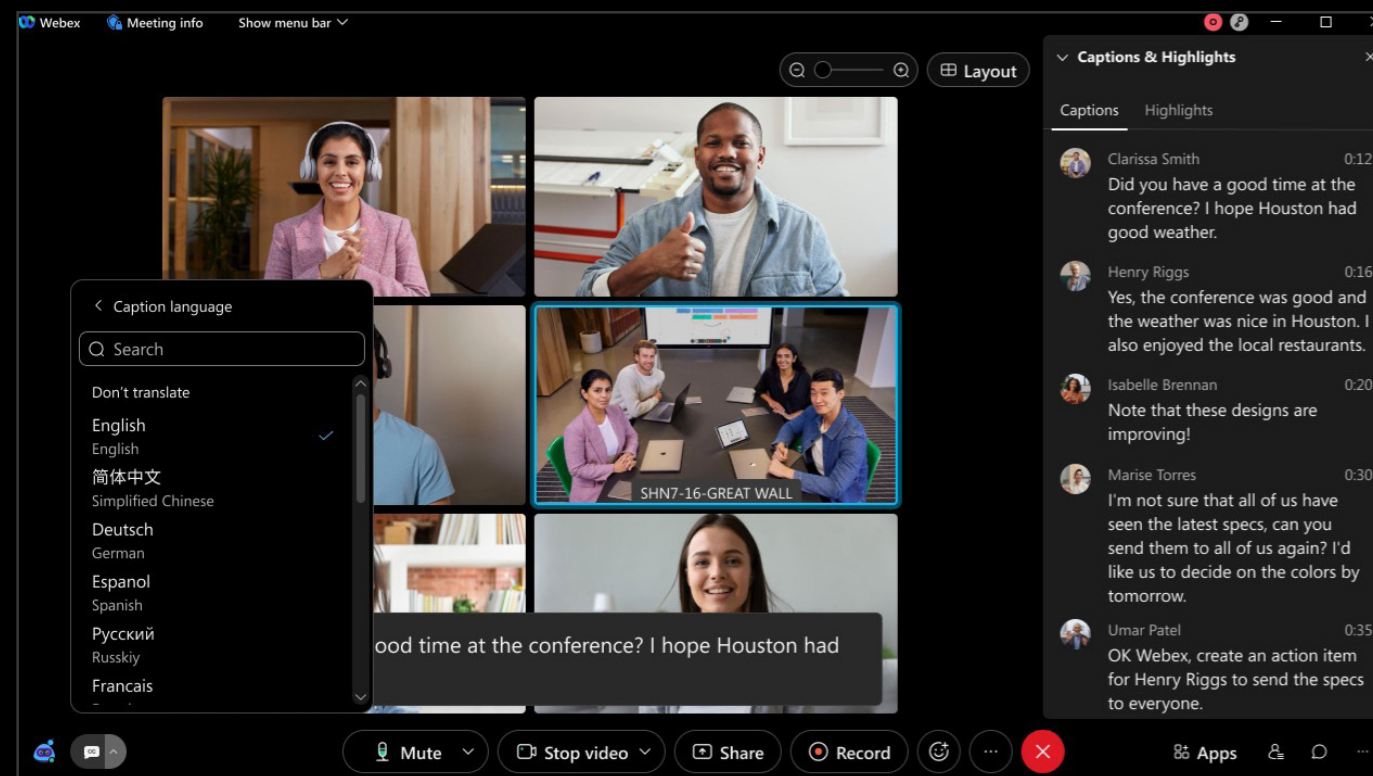 Webex
Meeting info
Show menu bar
Layout
SHN7-16-GREAT WALL
Caption language
Search
Don't translate
English
English
简体中文
Simplified Chinese
Deutsch
German
Espanol
Spanish
Русский
Russkiy
Francais
ood time at the conference? I hope Houston had
Captions & Highlights
Captions Highlights
Clarissa Smith 0:12
Did you have a good time at the
conference? I hope Houston had
good weather.
Henry Riggs 0:16
Yes, the conference was good and
the weather was nice in Houston. I
also enjoyed the local restaurants.
Isabelle Brennan 0:20
Note that these designs are
improving!
Marise Torres 0:30
I'm not sure that all of us have
seen the latest specs, can you
send them to all of us again? I'd
like us to decide on the colors by
tomorrow.
Umar Patel 0:35
OK Webex, create an action item
for Henry Riggs to send the specs
to everyone.
Mute
Stop video
Share
Record
Apps